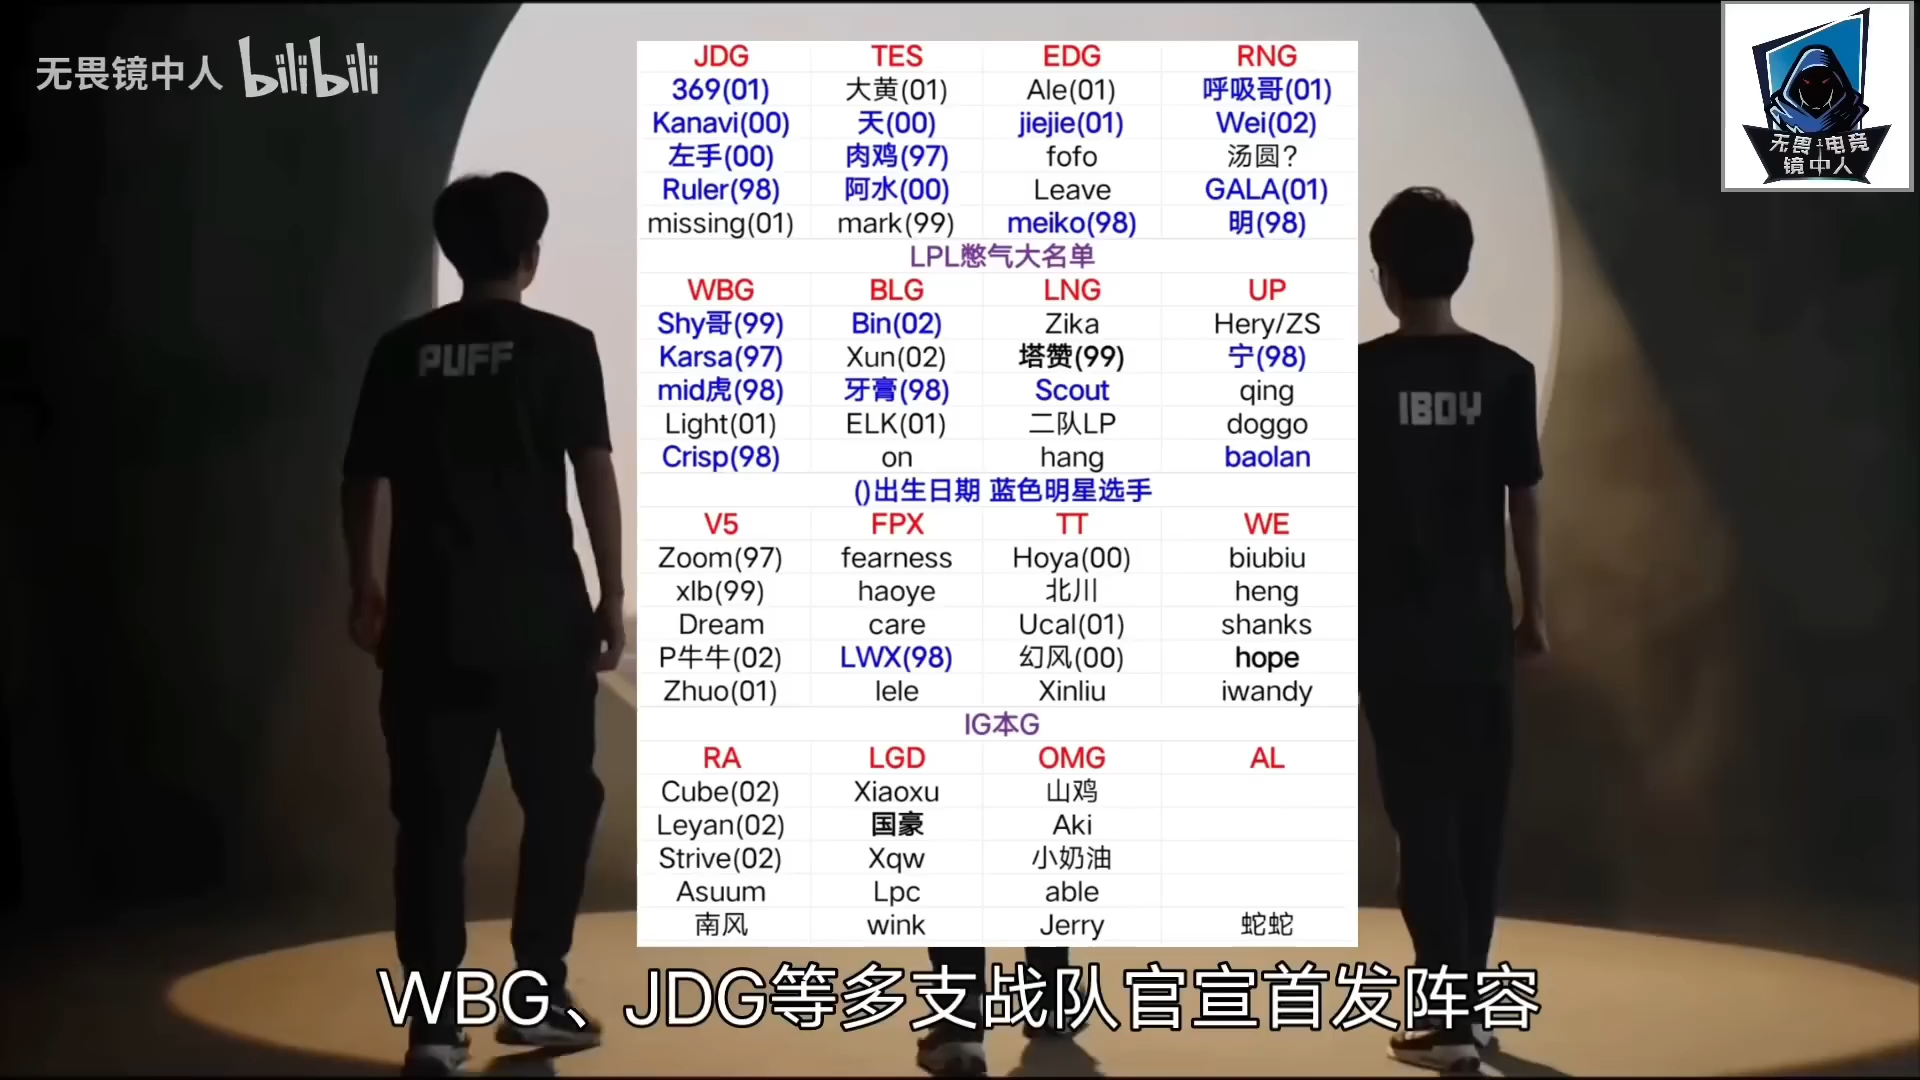 无畏镜中人 bilibili
无畏电竞
镜中人
PUFF
IBOY
JDG TES EDG RNG
369(01) 大黄(01) Ale(01) 呼吸哥(01)
Kanavi(00) 天(00) jiejie(01) Wei(02)
左手(00) 肉鸡(97) fofo 汤圆?
Ruler(98) 阿水(00) Leave GALA(01)
missing(01) mark(99) meiko(98) 明(98)
LPL憋气大名单
WBG BLG LNG UP
Shy哥(99) Bin(02) Zika Hery/ZS
Karsa(97) Xun(02) 塔赞(99) 宁(98)
mid虎(98) 牙膏(98) Scout qing
Light(01) ELK(01) 二队LP doggo
Crisp(98) on hang baolan
()出生日期 蓝色明星选手
V5 FPX TT WE
Zoom(97) fearness Hoya(00) biubiu
xlb(99) haoye 北川 heng
Dream care Ucal(01) shanks
P牛牛(02) LWX(98) 幻风(00) hope
Zhuo(01) lele Xinliu iwandy
IG本G
RA LGD OMG AL
Cube(02) Xiaoxu 山鸡
Leyan(02) 国豪 Aki
Strive(02) Xqw 小奶油
Asuum Lpc able
南风 wink Jerry 蛇蛇
WBG、JDG等多支战队官宣首发阵容